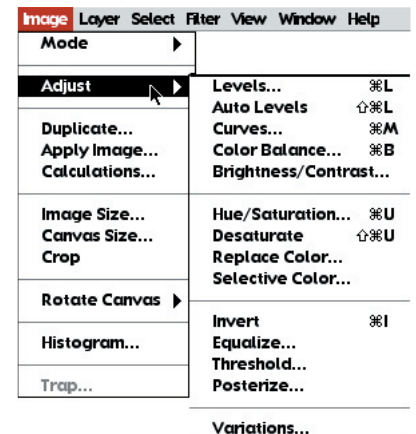 Image Layer Select Filter View Window Help
Mode ▶
Adjust ▶
Duplicate...
Apply Image...
Calculations...
Image Size...
Canvas Size...
Crop
Rotate Canvas ▶
Histogram...
Trap...
Levels... ⌘L
Auto Levels ⇧⌘L
Curves... ⌘M
Color Balance... ⌘B
Brightness/Contrast...
Hue/Saturation... ⌘U
Desaturate ⇧⌘U
Replace Color...
Selective Color...
Invert ⌘I
Equalize...
Threshold...
Posterize...
Variations...